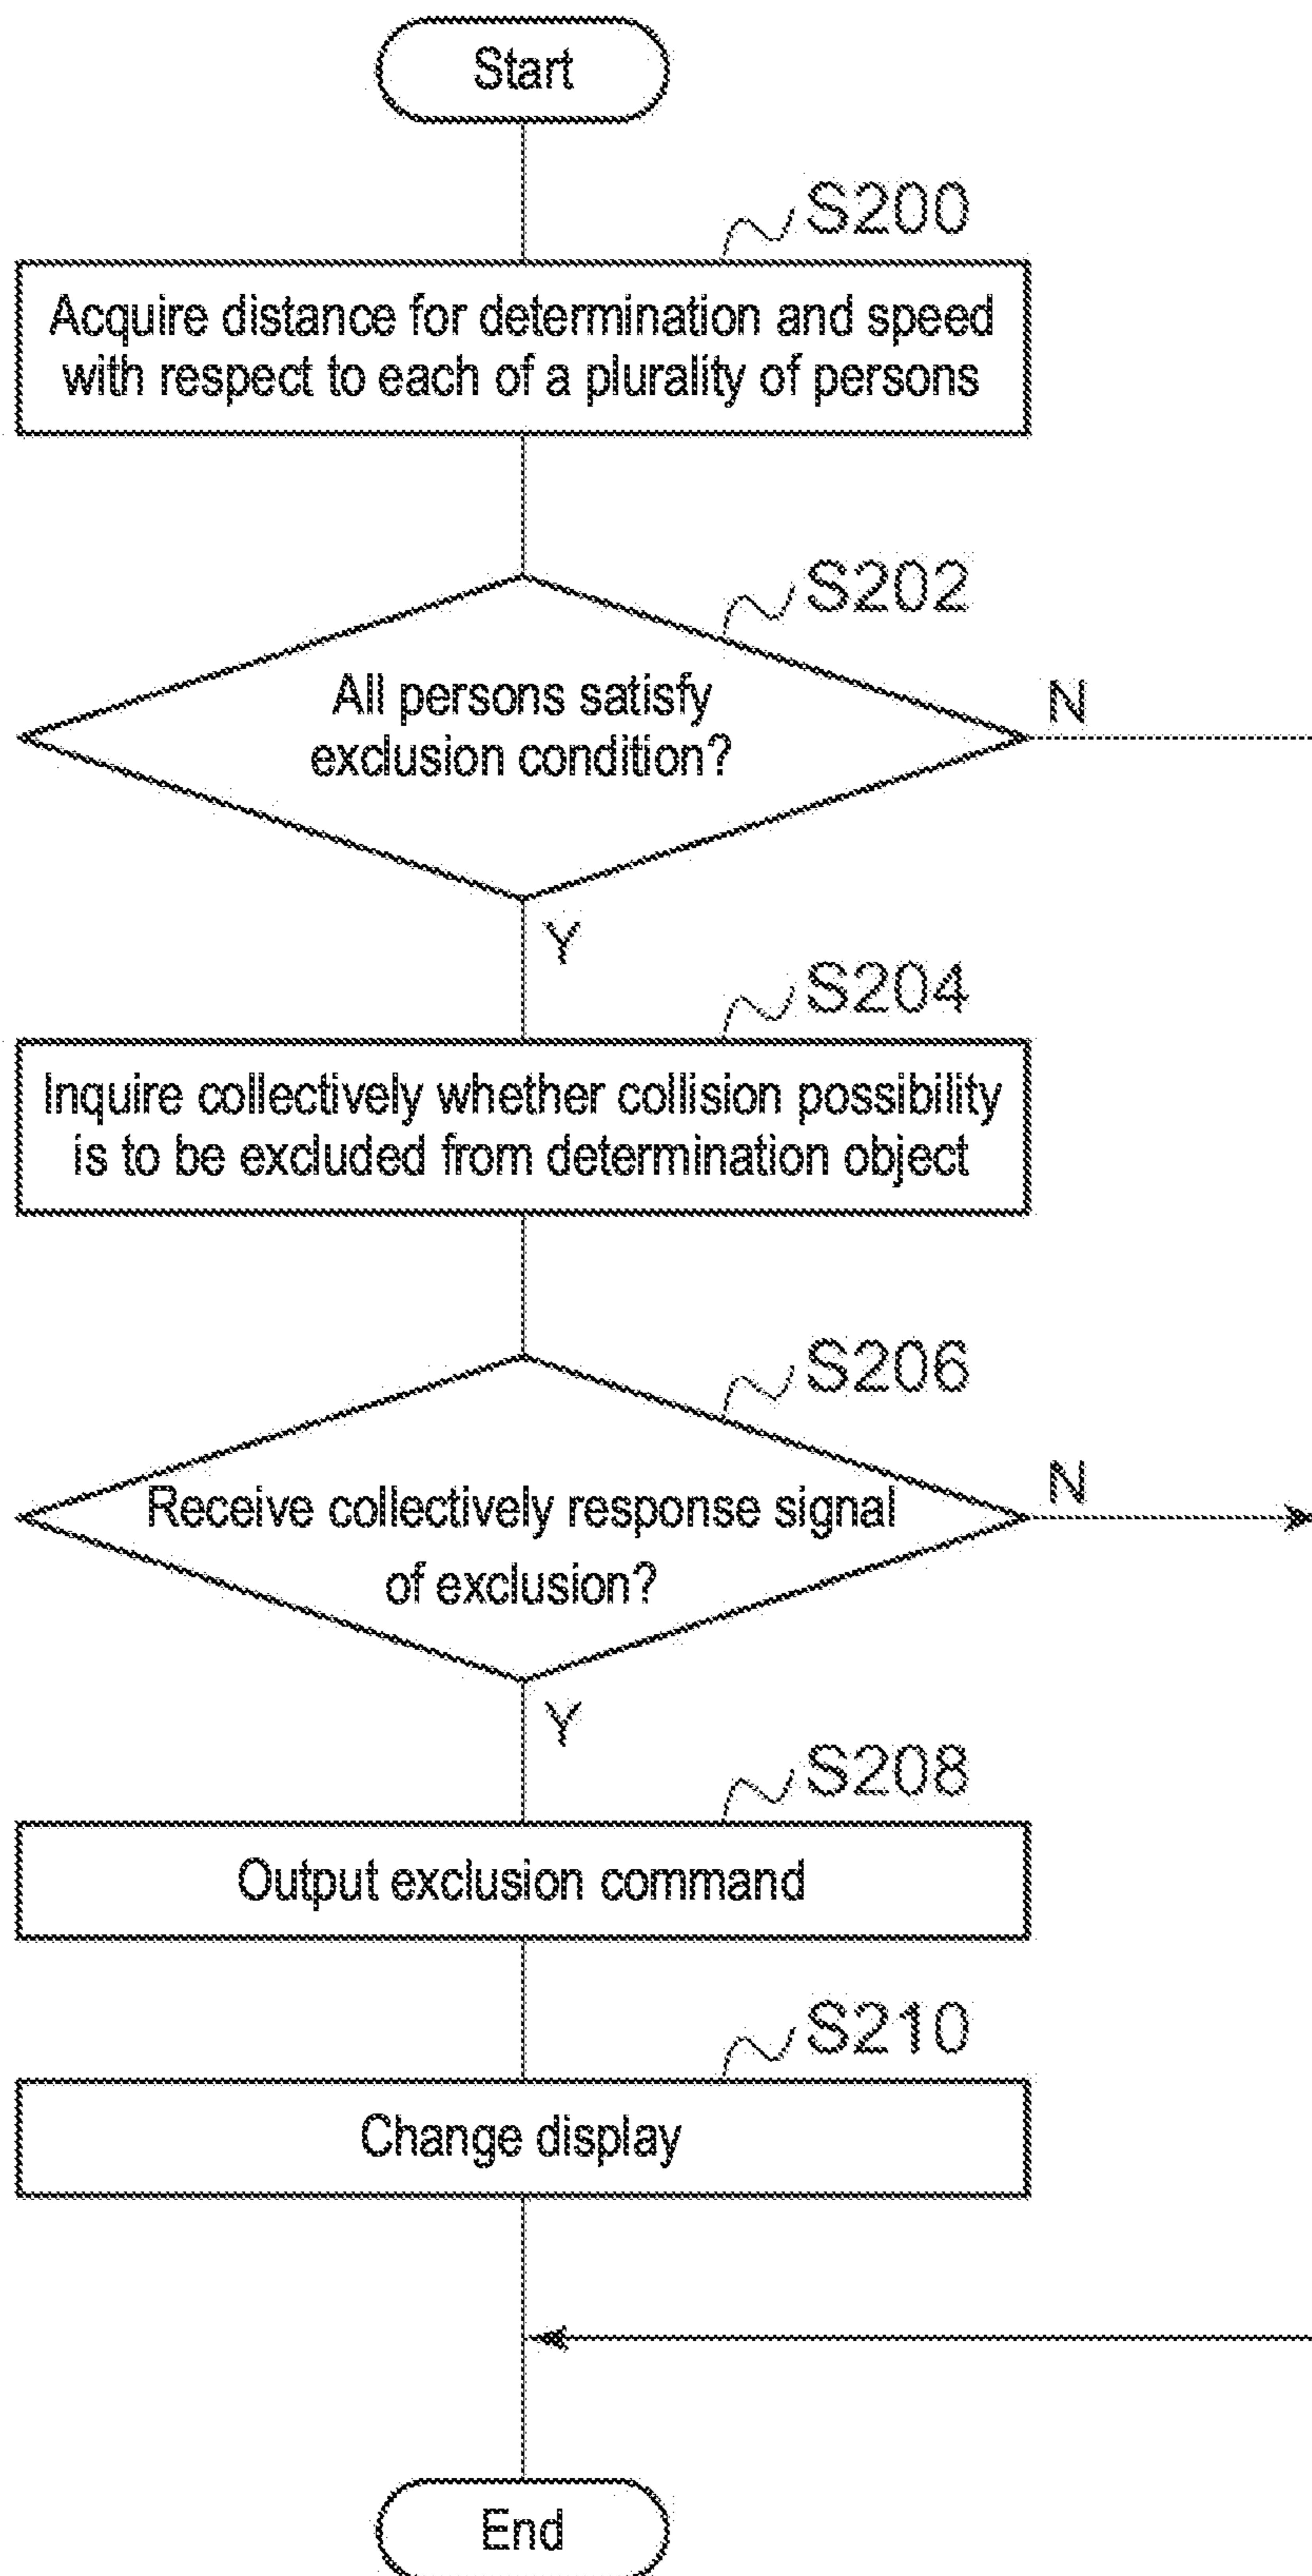 Start
S200
Acquire distance for determination and speed
with respect to each of a plurality of persons
S202
All persons satisfy
exclusion condition?
N
Y
S204
Inquire collectively whether collision possibility
is to be excluded from determination object
S206
Receive collectively response signal
of exclusion?
N
Y
S208
Output exclusion command
S210
Change display
End